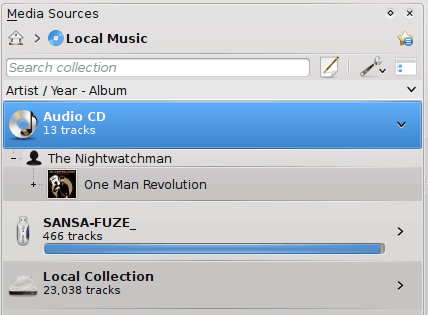 Media Sources
Local Music
Search collection
Artist / Year - Album
Audio CD
13 tracks
The Nightwatchman
One Man Revolution
SANSA-FUZE_
466 tracks
Local Collection
23,038 tracks